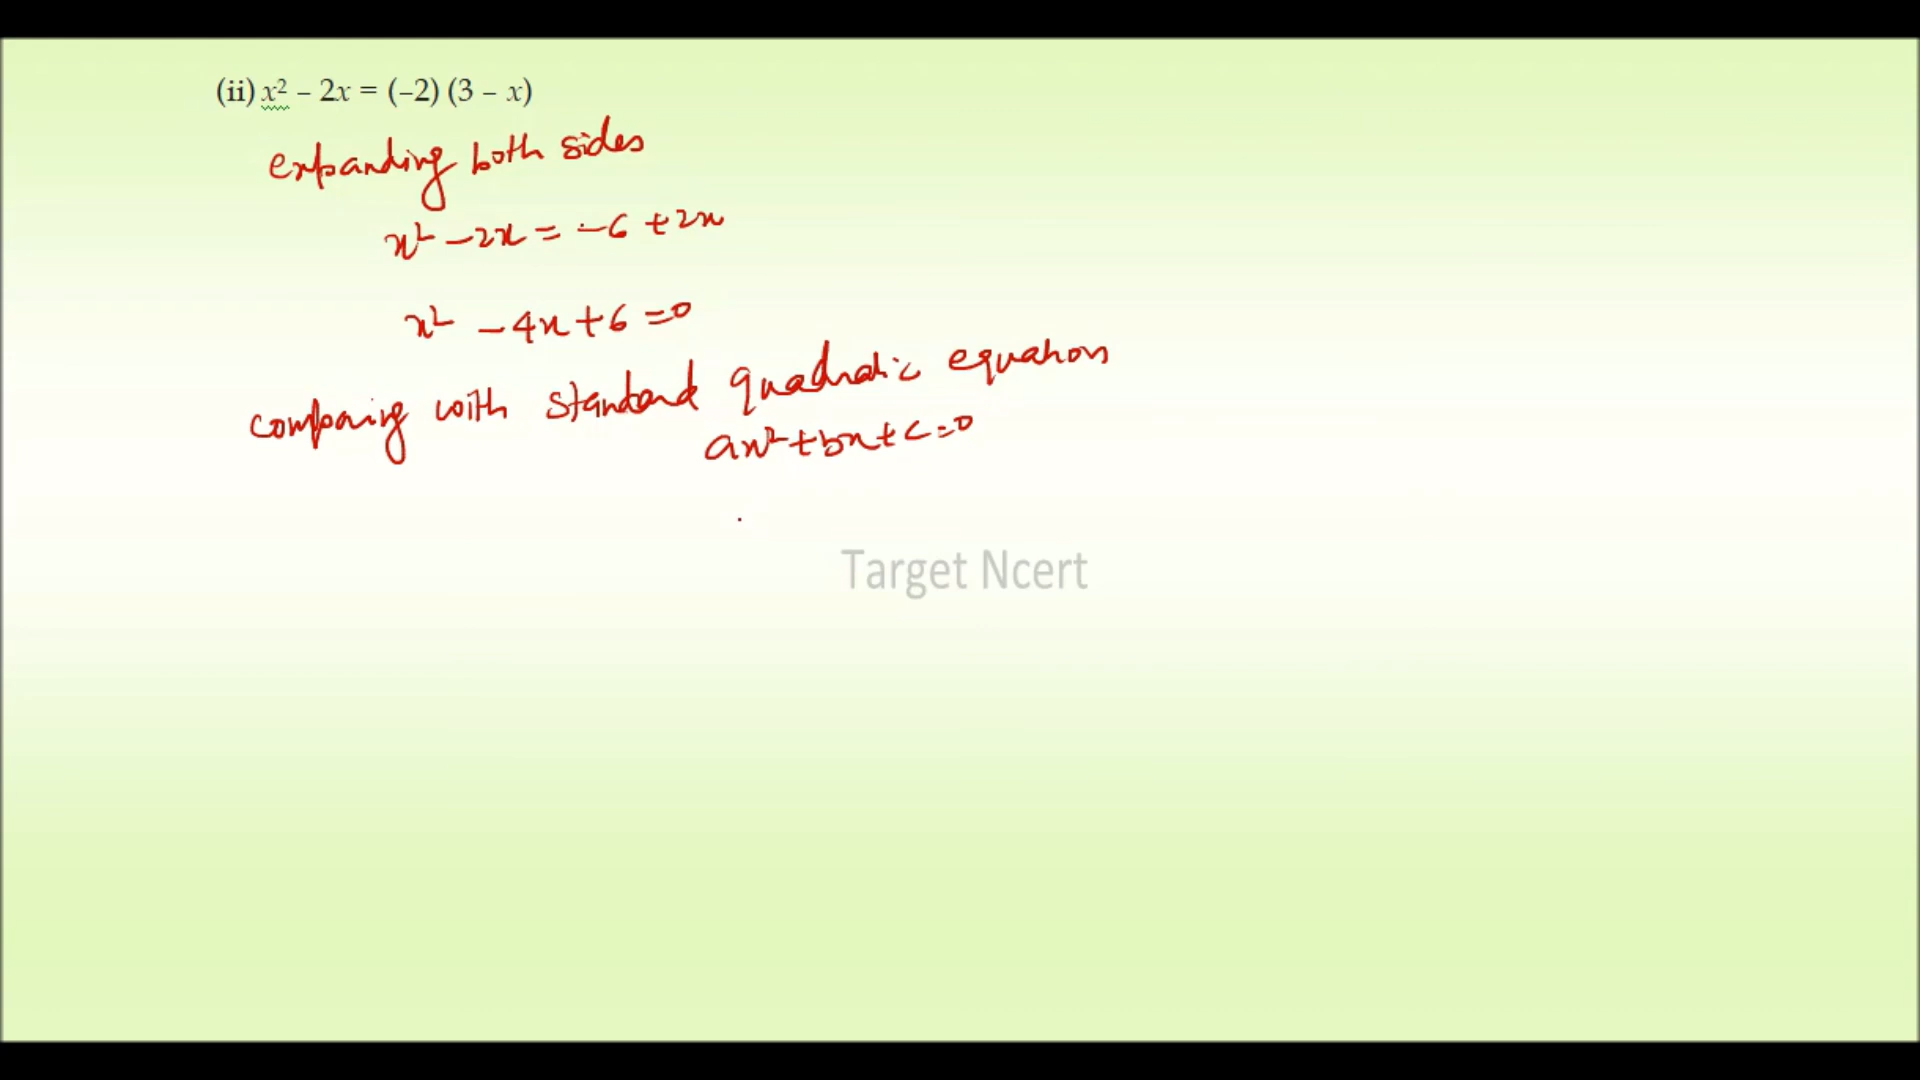 (ii) x² – 2x = (–2) (3 – x)
expanding both sides
x² – 2x = –6 + 2x
x² – 4x + 6 = 0
comparing with standard quadratic equation
ax² + bx + c = 0
Target Ncert